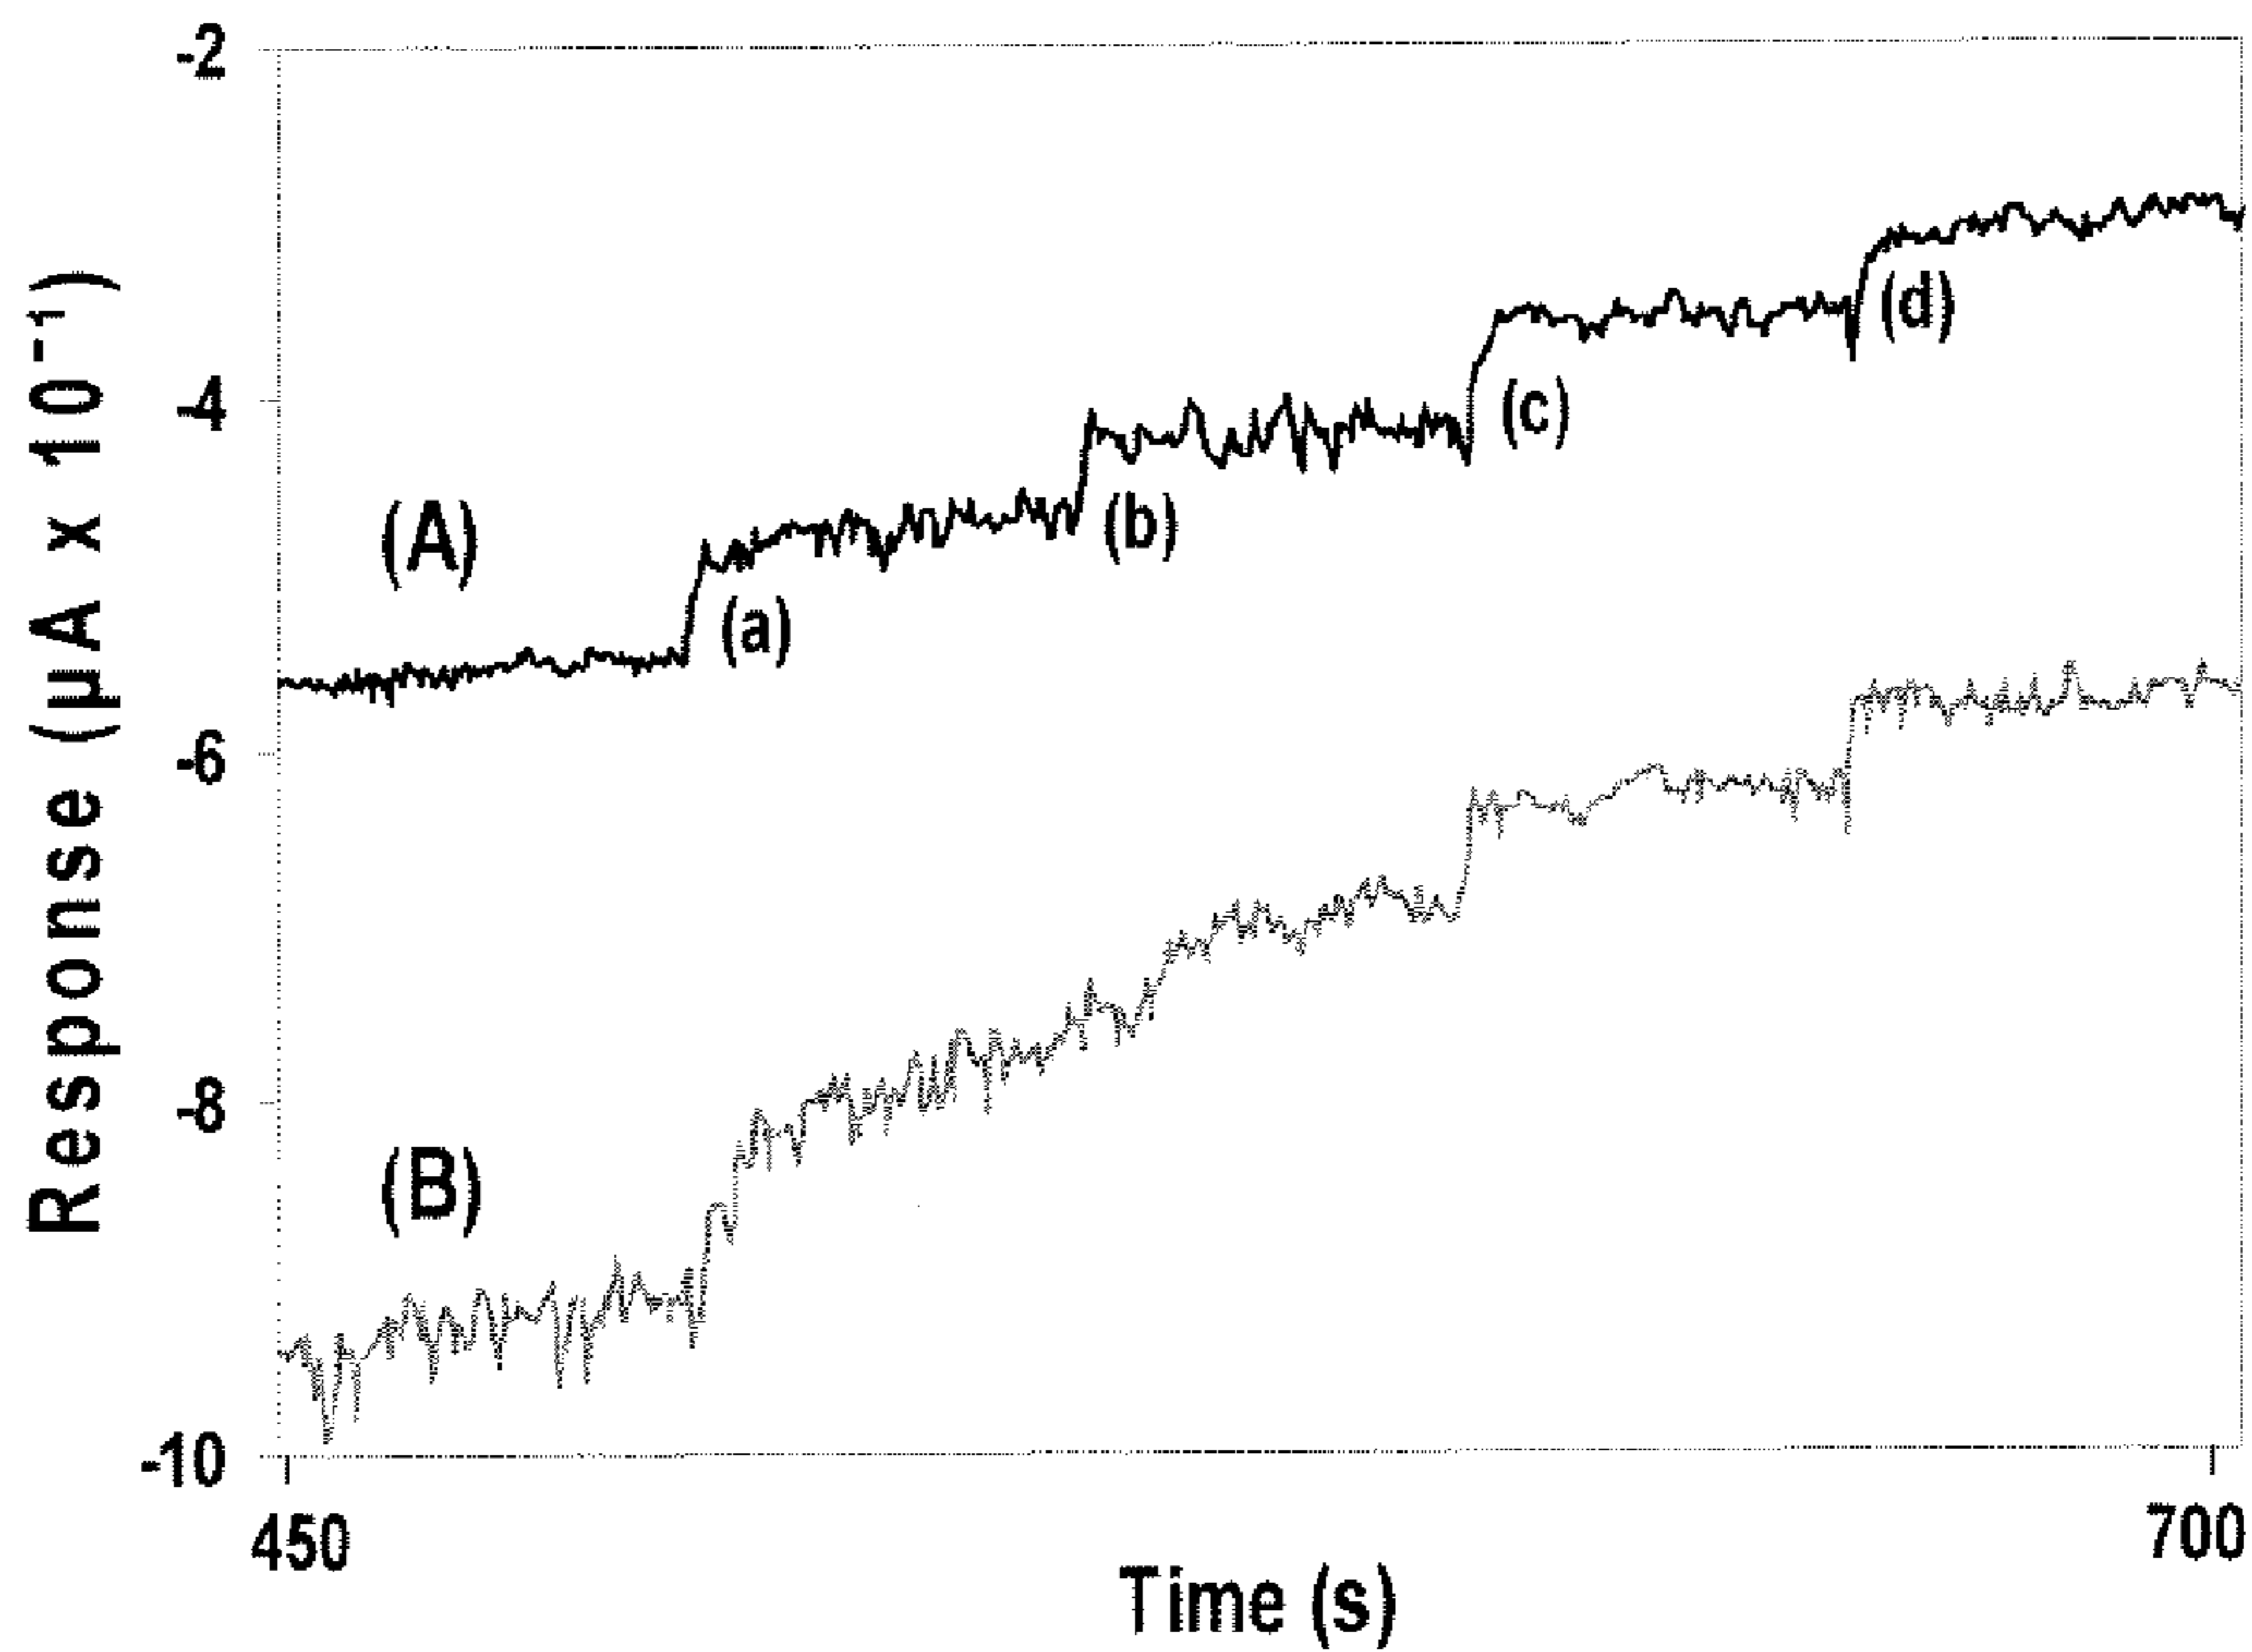 Response (µA x 10⁻¹)
-2
-4
-6
-8
-10
(A)
(a)
(b)
(c)
(d)
(B)
450
700
Time (s)